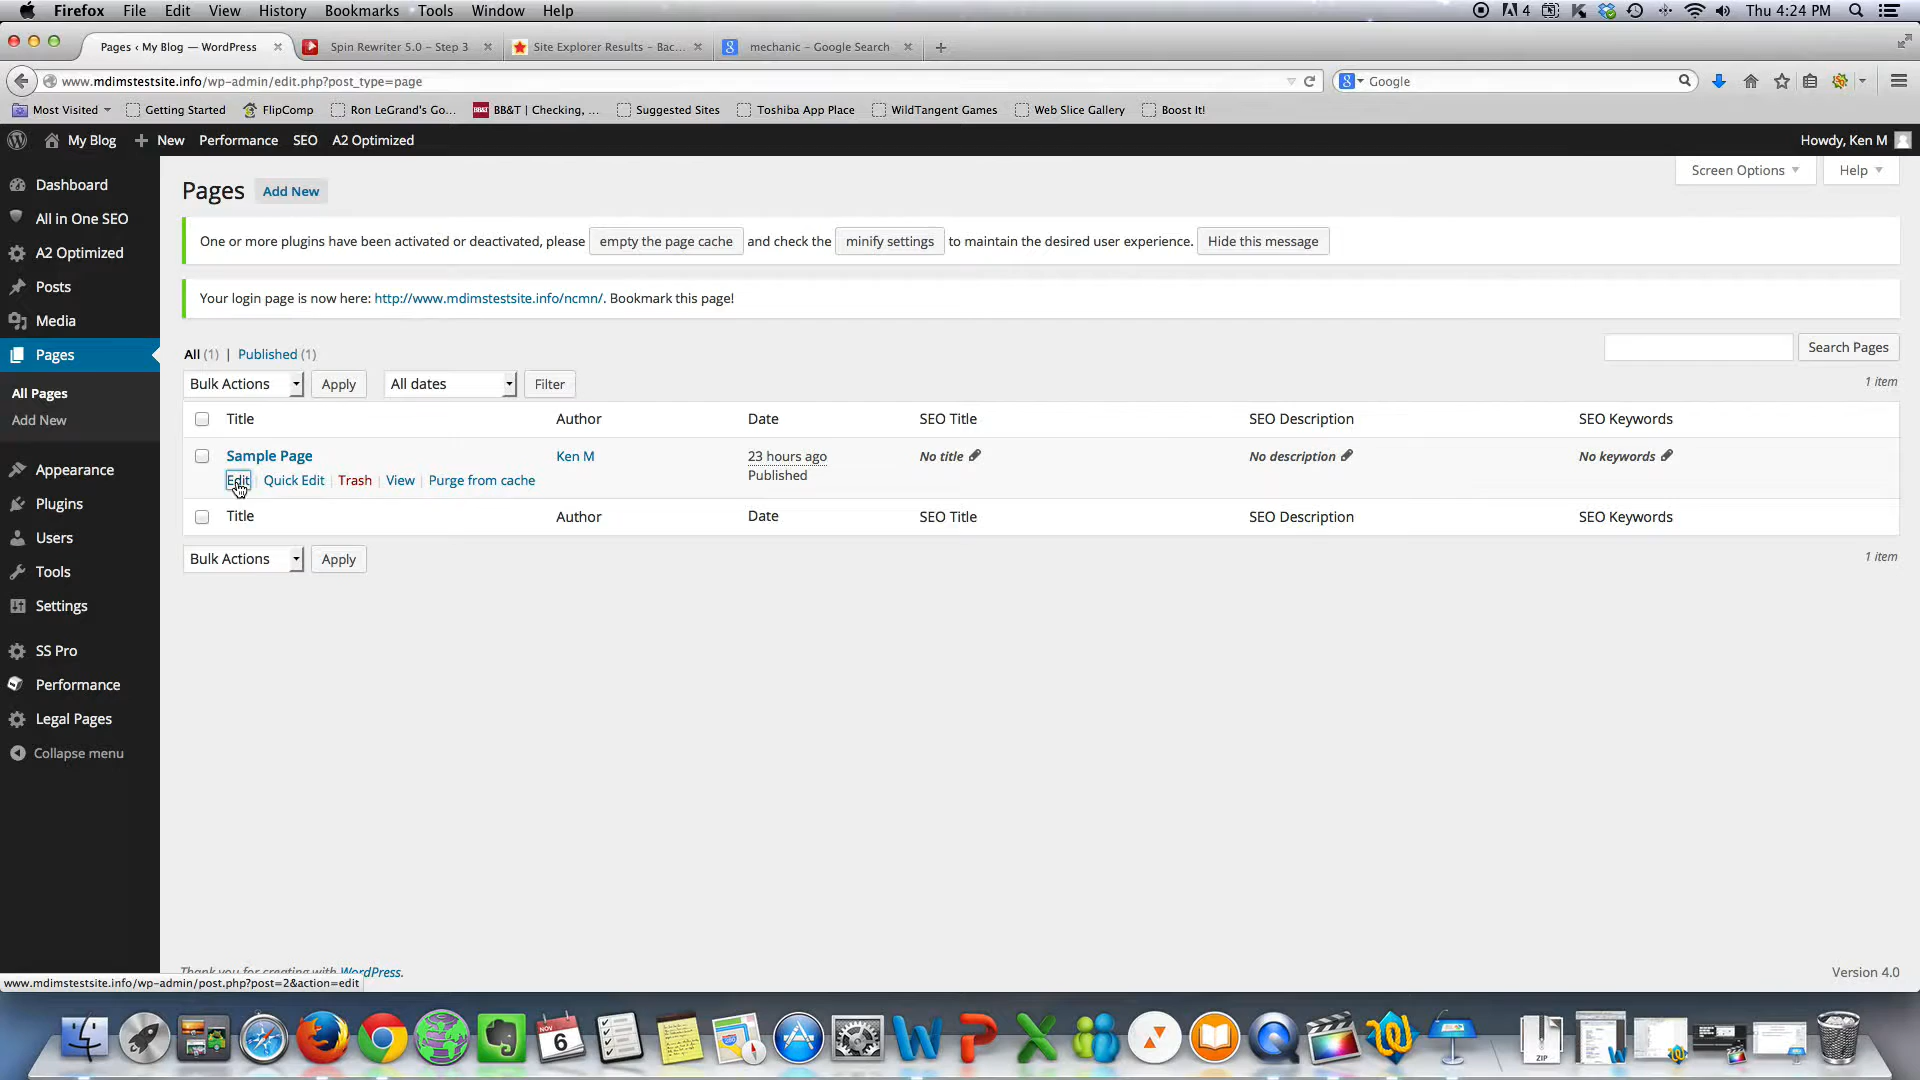 Firefox File Edit View History Bookmarks Tools Window Help 4 Thu 4:24 PM
Pages ‹ My Blog — WordPress Spin Rewriter 5.0 – Step 3 Site Explorer Results – Bac... mechanic – Google Search
www.mdimstestsite.info/wp-admin/edit.php?post_type=page Google
Most Visited Getting Started FlipComp Ron LeGrand's Go... BB&T | Checking, ... Suggested Sites Toshiba App Place WildTangent Games Web Slice Gallery Boost It!
My Blog New Performance SEO A2 Optimized Howdy, Ken M
Screen Options Help
Dashboard
All in One SEO
A2 Optimized
Posts
Media
Pages
All Pages
Add New
Appearance
Plugins
Users
Tools
Settings
SS Pro
Performance
Legal Pages
Collapse menu
Pages Add New
One or more plugins have been activated or deactivated, please empty the page cache and check the minify settings to maintain the desired user experience. Hide this message
Your login page is now here: http://www.mdimstestsite.info/ncmn/. Bookmark this page!
All (1) | Published (1)
Search Pages
Bulk Actions Apply All dates Filter 1 item
Title Author Date SEO Title SEO Description SEO Keywords
Sample Page Ken M 23 hours ago No title No description No keywords
Published
Edit | Quick Edit | Trash | View | Purge from cache
Title Author Date SEO Title SEO Description SEO Keywords
Bulk Actions Apply 1 item
Thank you for creating with WordPress. Version 4.0
www.mdimstestsite.info/wp-admin/post.php?post=2&action=edit
NOV
6
ZIP